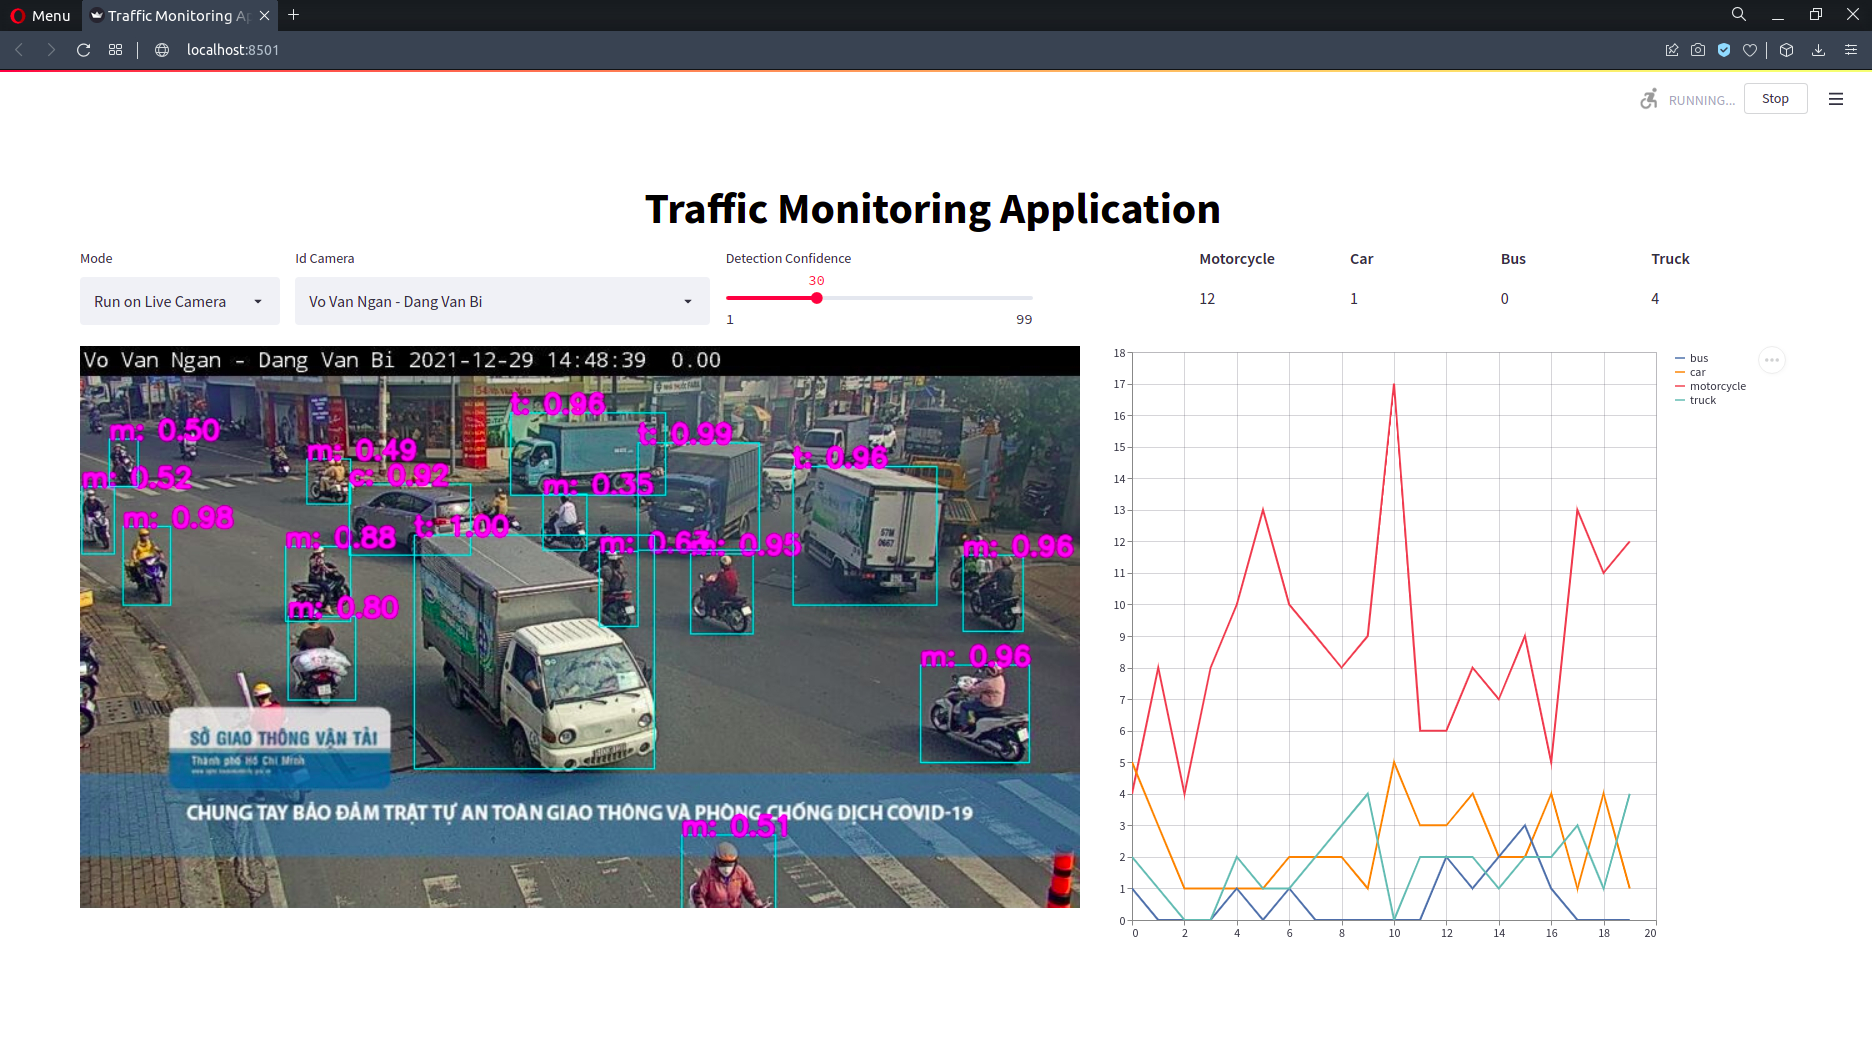 Menu
Traffic Monitoring Ap
localhost:8501
RUNNING...
Stop
Traffic Monitoring Application
Mode
Id Camera
Detection Confidence
Motorcycle
Car
Bus
Truck
Run on Live Camera
Vo Van Ngan - Dang Van Bi
30
1
99
12
1
0
4
Vo Van Ngan - Dang Van Bi 2021-12-29 14:48:39 0.00
t: 0.96
m: 0.50
t: 0.99
m: 0.49
t: 0.96
m: 0.52
c: 0.92
m: 0.35
m: 0.98
t: 1.00
m: 0.88
m: 0.63
m: 0.95
m: 0.96
m: 0.80
m: 0.96
SỞ GIAO THÔNG VẬN TẢI
Thành phố Hồ Chí Minh
CHUNG TAY BẢO ĐẢM TRẬT TỰ AN TOÀN GIAO THÔNG VÀ PHÒNG CHỐNG DỊCH COVID-19
m: 0.51
18
17
16
15
14
13
12
11
10
9
8
7
6
5
4
3
2
1
0
0 2 4 6 8 10 12 14 16 18 20
bus
car
motorcycle
truck